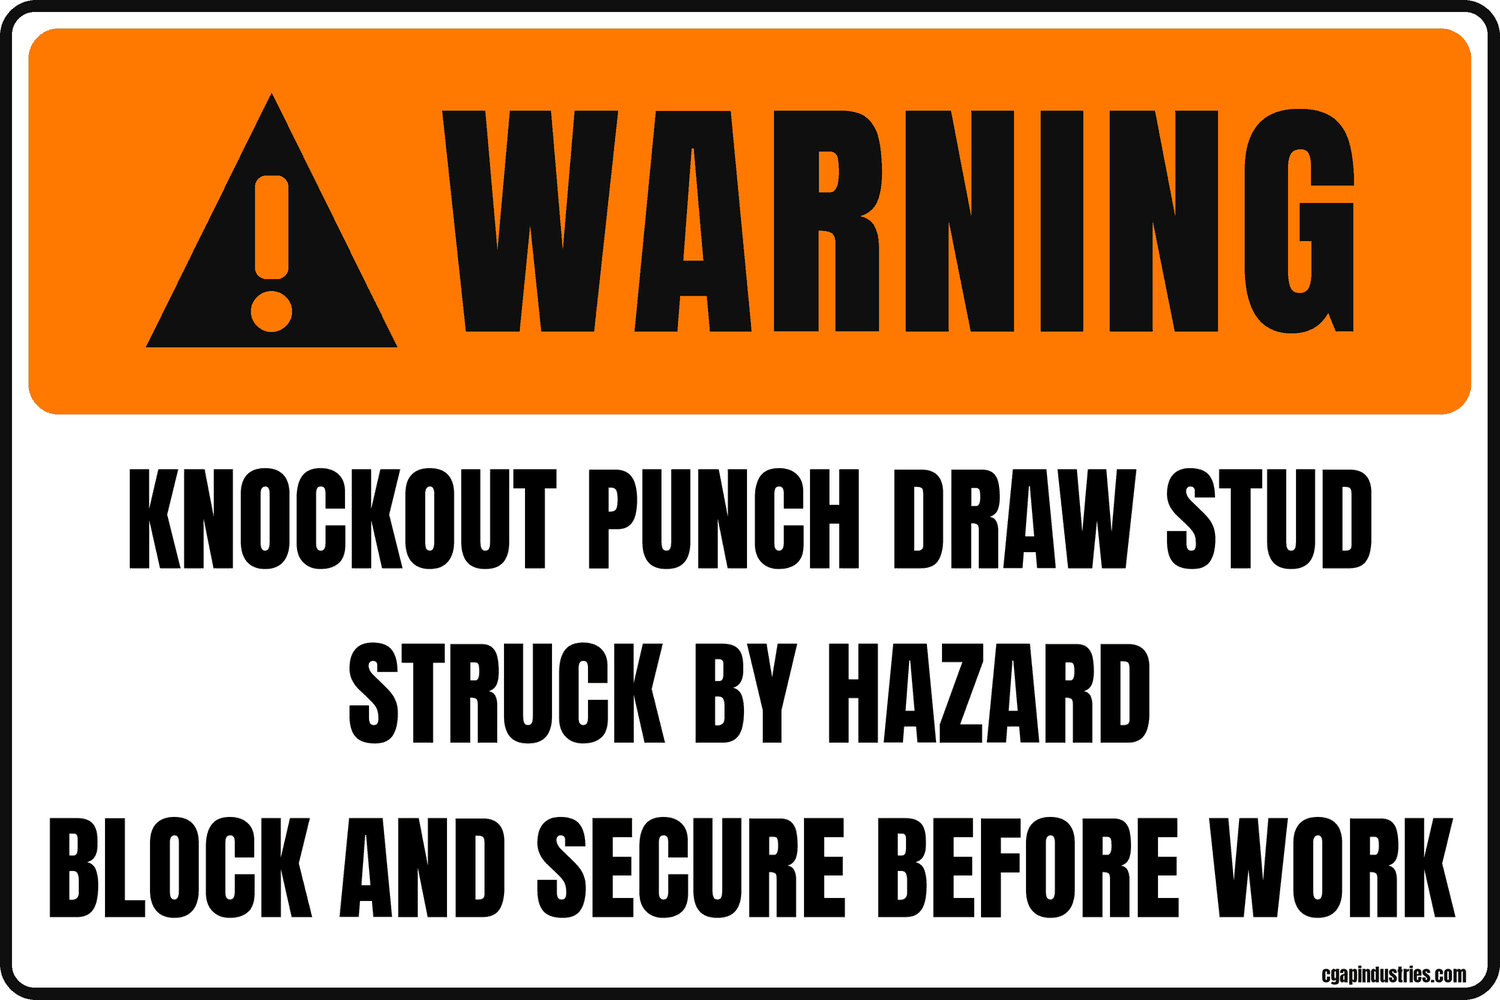 WARNING
KNOCKOUT PUNCH DRAW STUD
STRUCK BY HAZARD
BLOCK AND SECURE BEFORE WORK
cgapindustries.com